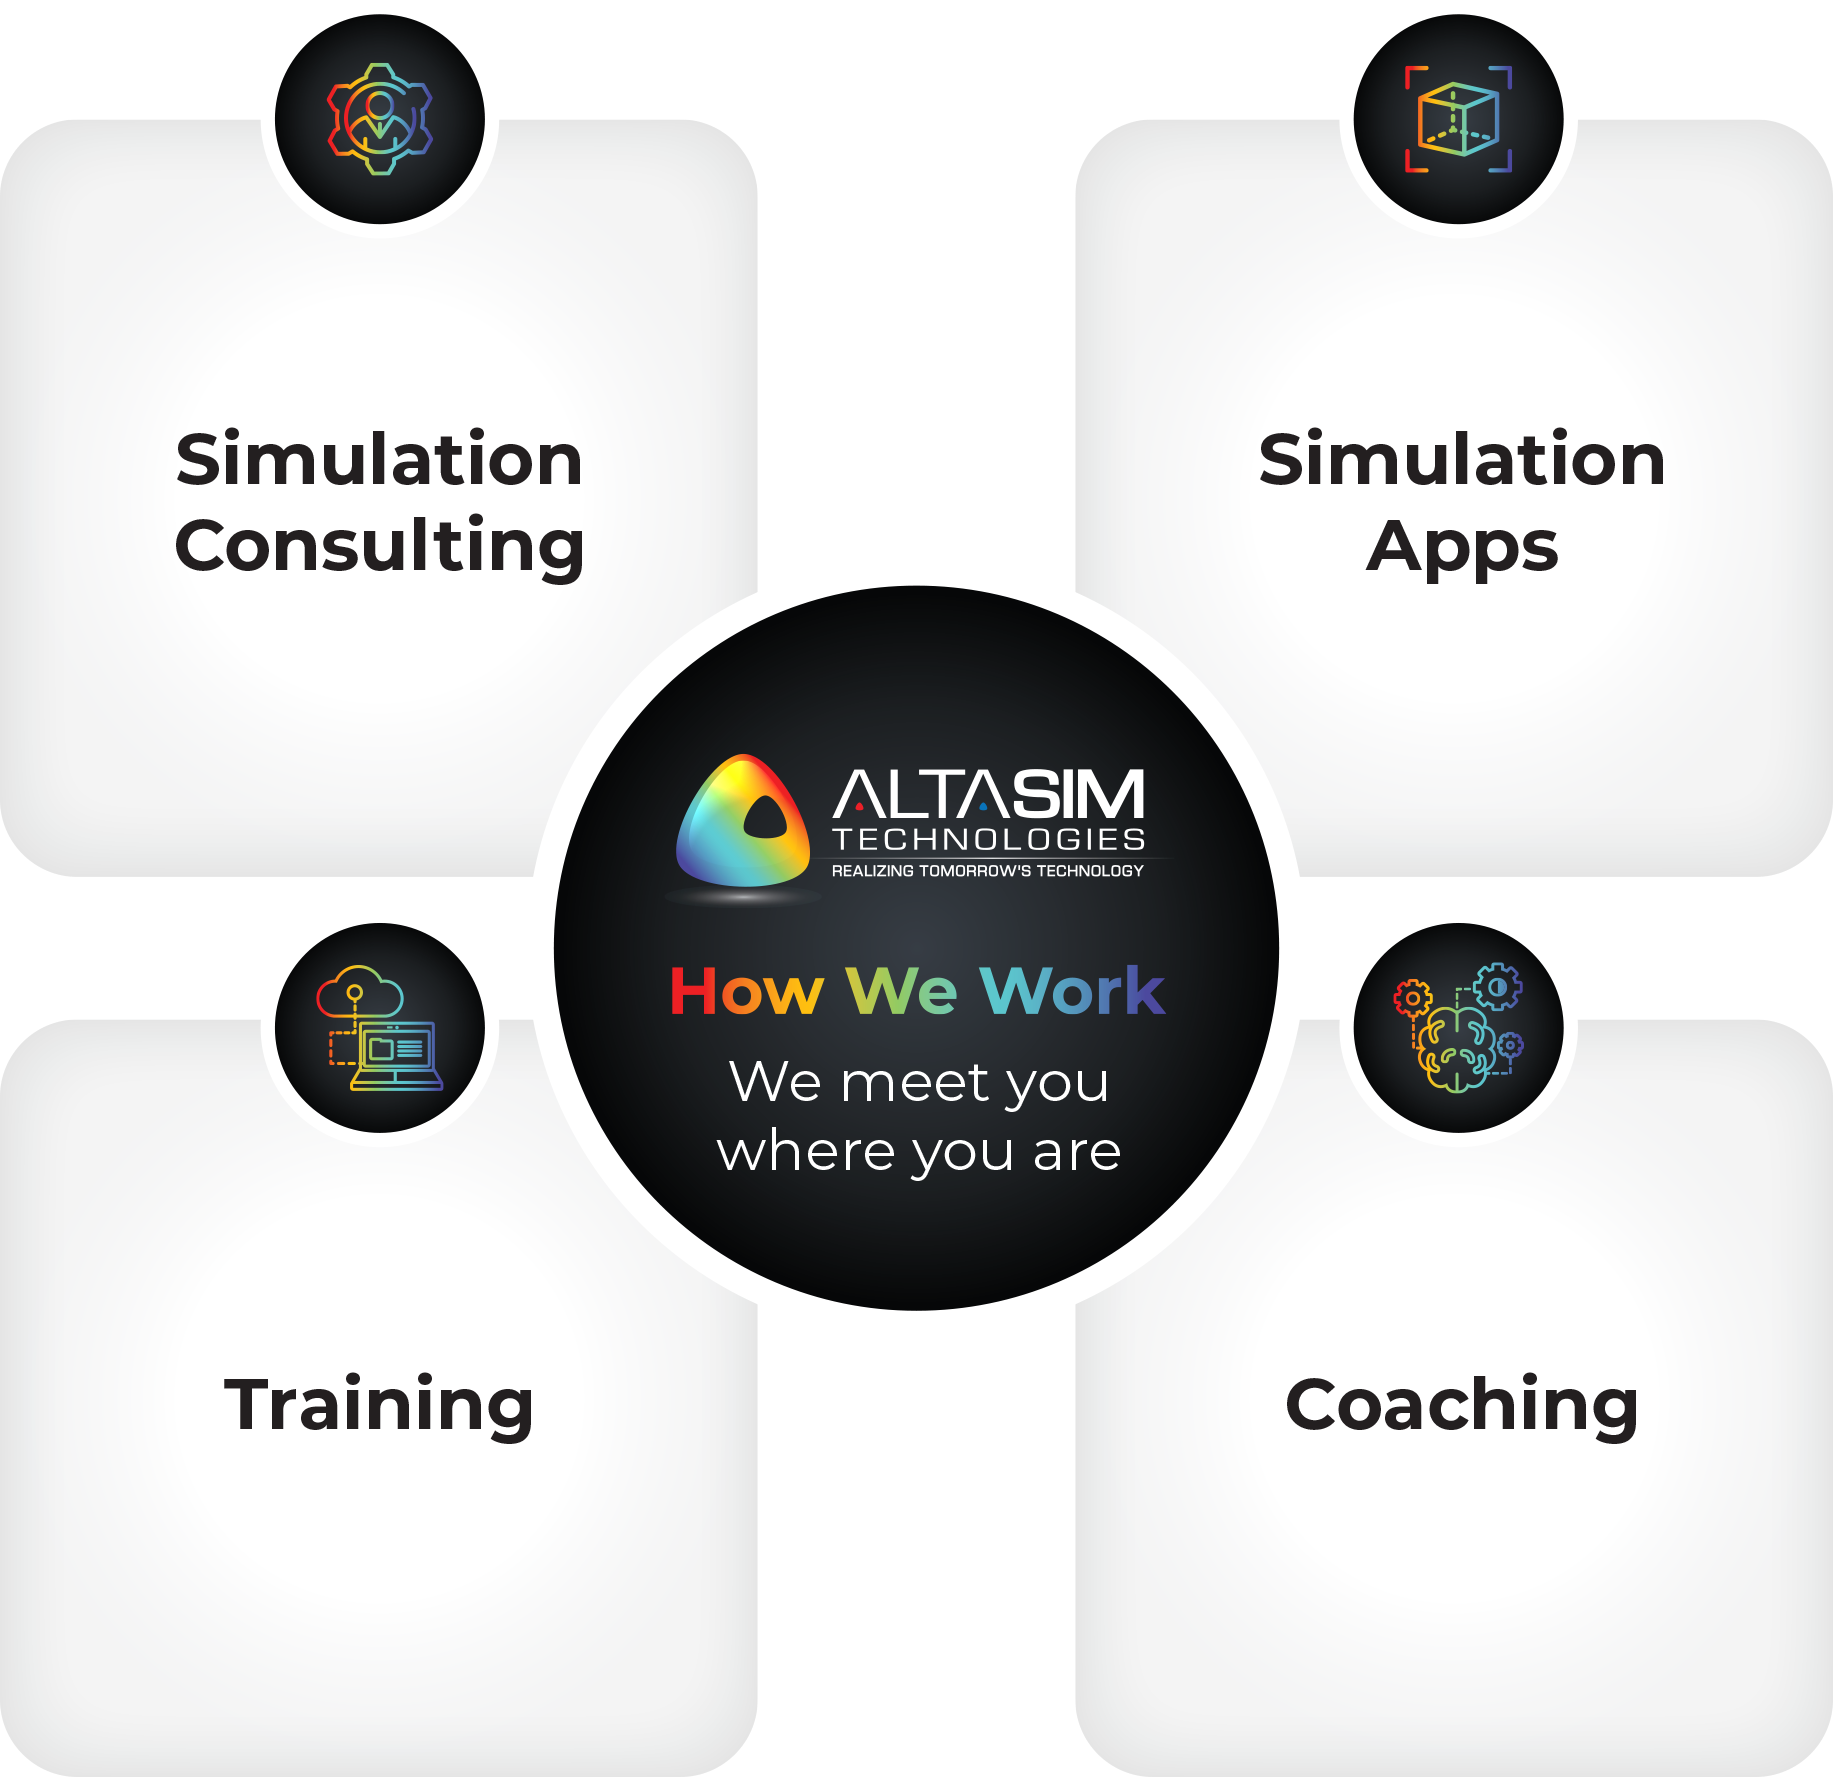 Simulation
Consulting
Simulation
Apps
ALTASIM
TECHNOLOGIES
REALIZING TOMORROW'S TECHNOLOGY
How We Work
We meet you
where you are
Training
Coaching